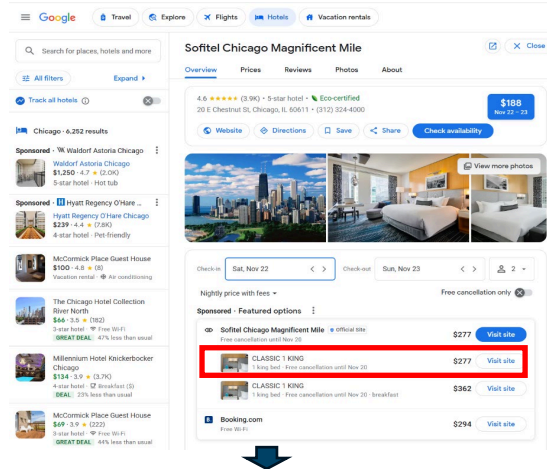 Google
Travel
Explore
Flights
Hotels
Vacation rentals
Search for places, hotels and more
All filters
Expand
Track all hotels
Chicago · 6,252 results
Sponsored · Waldorf Astoria Chicago
Waldorf Astoria Chicago
$1,250 · 4.7 ★ (2.0K)
5-star hotel · Hot tub
Sponsored · Hyatt Regency O'Hare ...
Hyatt Regency O'Hare Chicago
$239 · 4.4 ★ (7.8K)
4-star hotel · Pet-friendly
McCormick Place Guest House
$100 · 4.8 ★ (8)
Vacation rental · Air conditioning
The Chicago Hotel Collection
River North
$66 · 3.5 ★ (182)
3-star hotel · Free Wi-Fi
GREAT DEAL 47% less than usual
Millennium Hotel Knickerbocker
Chicago
$134 · 3.9 ★ (3.7K)
4-star hotel · Breakfast ($)
DEAL 23% less than usual
McCormick Place Guest House
$69 · 3.9 ★ (222)
3-star hotel · Free Wi-Fi
GREAT DEAL 44% less than usual
Sofitel Chicago Magnificent Mile
Close
Overview
Prices
Reviews
Photos
About
4.6 ★★★★★ (3.9K) • 5-star hotel • Eco-certified
20 E Chestnut St, Chicago, IL 60611 • (312) 324-4000
$188
Nov 22 – 23
Website
Directions
Save
Share
Check availability
View more photos
Check-in
Sat, Nov 22
Check-out
Sun, Nov 23
2
Nightly price with fees
Free cancellation only
Sponsored · Featured options
Sofitel Chicago Magnificent Mile Official Site
Free cancellation until Nov 20
$277
Visit site
CLASSIC 1 KING
1 king bed · Free cancellation until Nov 20
$277
Visit site
CLASSIC 1 KING
1 king bed · Free cancellation until Nov 20 · breakfast
$362
Visit site
B.
Booking.com
Free Wi-Fi
$294
Visit site